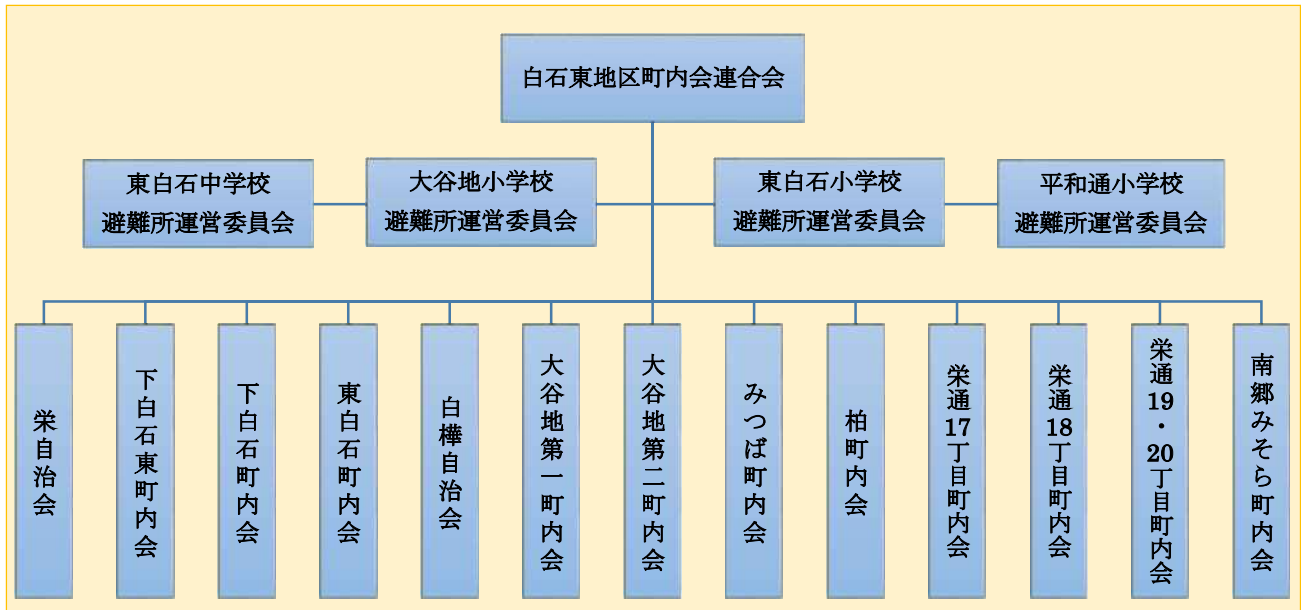 白石東地区町内会連合会
東白石中学校
避難所運営委員会
大谷地小学校
避難所運営委員会
東白石小学校
避難所運営委員会
平和通小学校
避難所運営委員会
栄自治会
下白石東町内会
下白石町内会
東白石町内会
白樺自治会
大谷地第一町内会
大谷地第二町内会
みつば町内会
柏町内会
栄通17丁目町内会
栄通18丁目町内会
栄通19・20丁目町内会
南郷みそら町内会